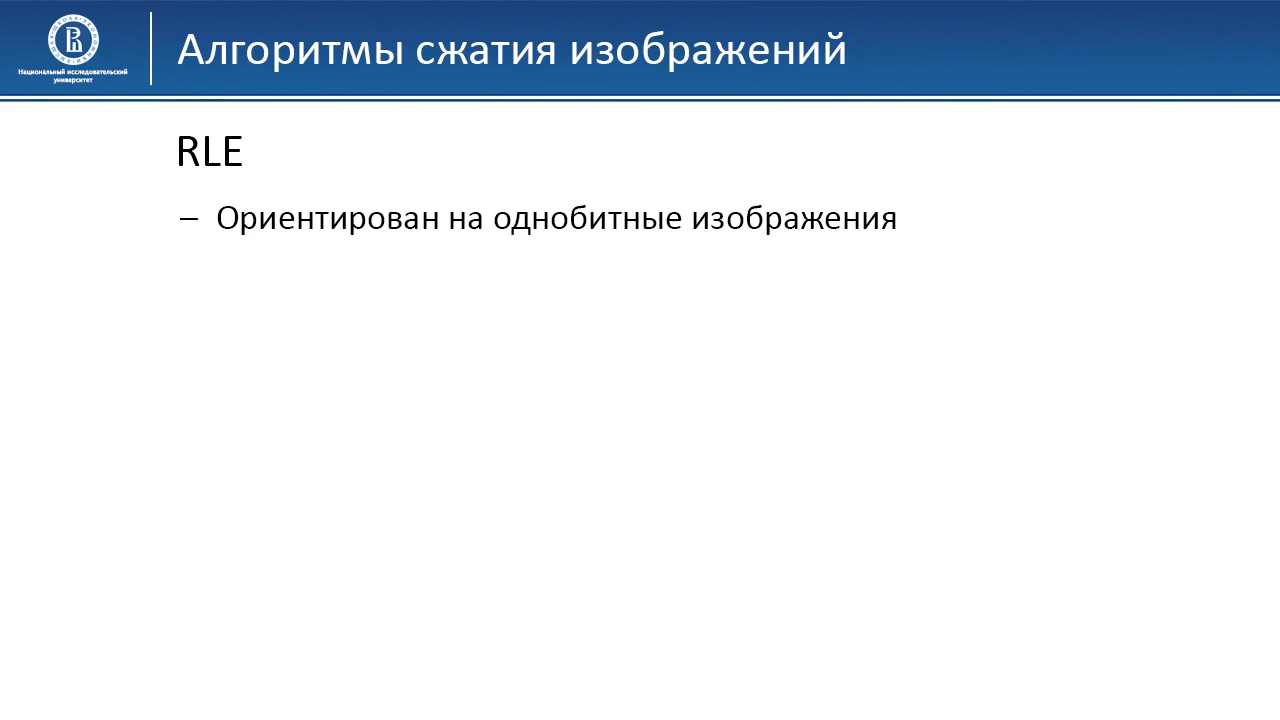 Национальный исследовательский
университет
Алгоритмы сжатия изображений
RLE
– Ориентирован на однобитные изображения